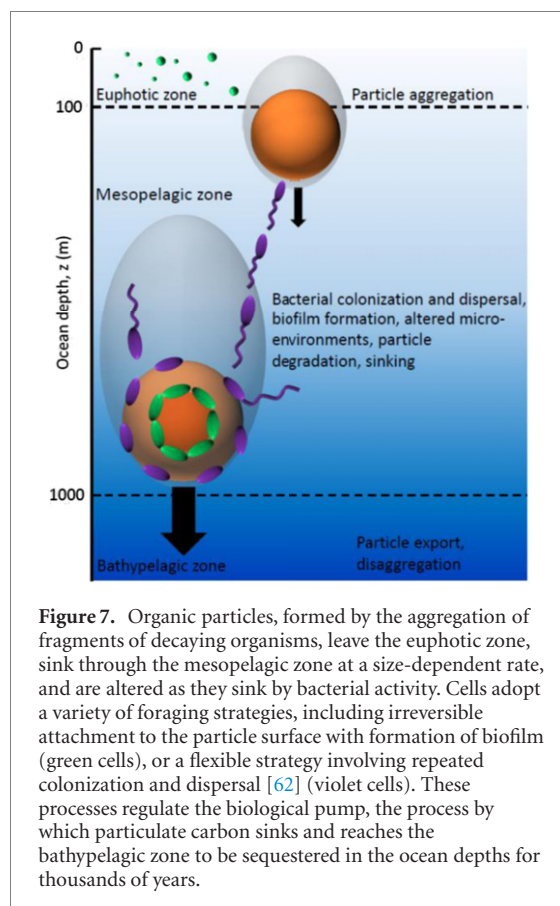 0
Euphotic zone
Particle aggregation
100
Mesopelagic zone
Ocean depth, z (m)
Bacterial colonization and dispersal,
biofilm formation, altered micro-
environments, particle
degradation, sinking
1000
Particle export,
disaggregation
Bathypelagic zone
Figure 7. Organic particles, formed by the aggregation of
fragments of decaying organisms, leave the euphotic zone,
sink through the mesopelagic zone at a size-dependent rate,
and are altered as they sink by bacterial activity. Cells adopt
a variety of foraging strategies, including irreversible
attachment to the particle surface with formation of biofilm
(green cells), or a flexible strategy involving repeated
colonization and dispersal [62] (violet cells). These
processes regulate the biological pump, the process by
which particulate carbon sinks and reaches the
bathypelagic zone to be sequestered in the ocean depths for
thousands of years.